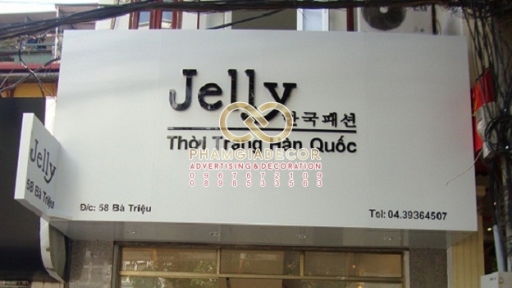 Jelly
한국패션
Thời Trang Hàn Quốc
PHAMGIADECOR
ADVERTISING & DECORATION
Đ/c: 58 Bà Triệu
Tel: 04.39364507
Jelly
58 Bà Triệu